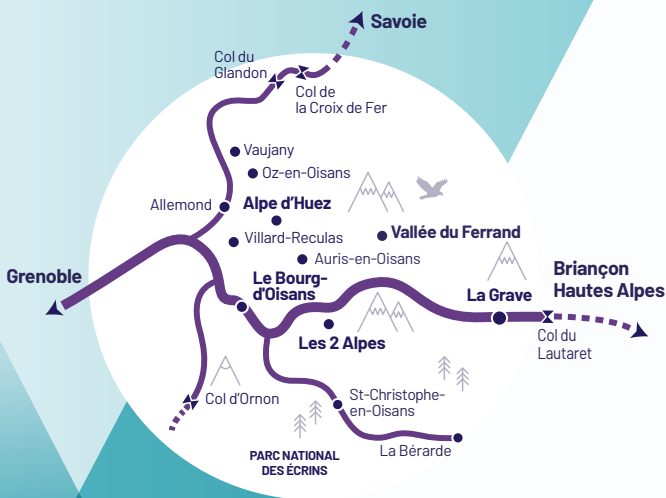 Savoie
Col du
Glandon
Col de
la Croix de Fer
Vaujany
Oz-en-Oisans
Allemond
Alpe d’Huez
Villard-Reculas
Vallée du Ferrand
Auris-en-Oisans
Grenoble
Le Bourg-
d'Oisans
La Grave
Briançon
Hautes Alpes
Col du
Lautaret
Les 2 Alpes
Col d’Ornon
St-Christophe-
en-Oisans
La Bérarde
PARC NATIONAL
DES ÉCRINS